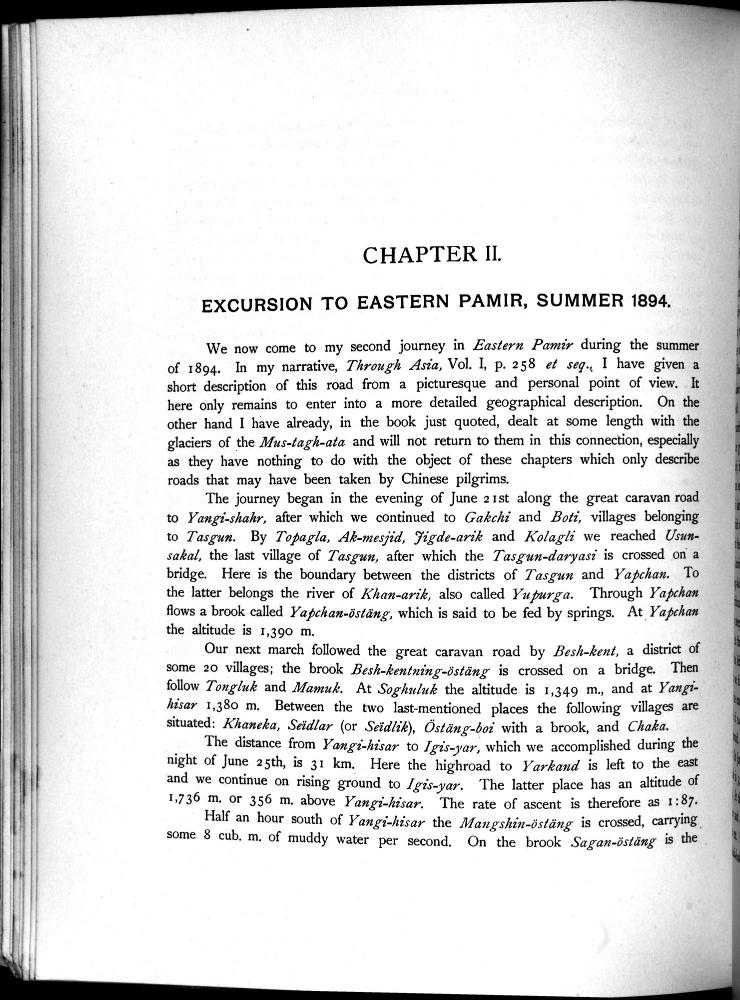 CHAPTER II.
EXCURSION TO EASTERN PAMIR, SUMMER 1894.
We now come to my second journey in Eastern Pamir during the summer
of 1894. In my narrative, Through Asia, Vol. I, p. 258 et seq., I have given a
short description of this road from a picturesque and personal point of view. It
here only remains to enter into a more detailed geographical description. On the
other hand I have already, in the book just quoted, dealt at some length with the
glaciers of the Mus-tagh-ata and will not return to them in this connection, especially
as they have nothing to do with the object of these chapters which only describe
roads that may have been taken by Chinese pilgrims.
The journey began in the evening of June 21st along the great caravan road
to Yangi-shahr, after which we continued to Gakchi and Boti, villages belonging
to Tasgun. By Topagla, Ak-mesjid, Jigde-arik and Kolagli we reached Usun-
sakal, the last village of Tasgun, after which the Tasgun-daryasi is crossed on a
bridge. Here is the boundary between the districts of Tasgun and Yapchan. To
the latter belongs the river of Khan-arik, also called Yupurga. Through Yapchan
flows a brook called Yapchan-östäng, which is said to be fed by springs. At Yapchan
the altitude is 1,390 m.
Our next march followed the great caravan road by Besh-kent, a district of
some 20 villages; the brook Besh-kentning-östäng is crossed on a bridge. Then
follow Tongluk and Mamuk. At Soghuluk the altitude is 1,349 m., and at Yangi-
hisar 1,380 m. Between the two last-mentioned places the following villages are
situated: Khaneka, Seïdlar (or Seïdlik), Östäng-boi with a brook, and Chaka.
The distance from Yangi-hisar to Igis-yar, which we accomplished during the
night of June 25th, is 31 km. Here the highroad to Yarkand is left to the east
and we continue on rising ground to Igis-yar. The latter place has an altitude of
1,736 m. or 356 m. above Yangi-hisar. The rate of ascent is therefore as 1:87.
Half an hour south of Yangi-hisar the Mangshin-östäng is crossed, carrying
some 8 cub. m. of muddy water per second. On the brook Sagan-östäng is the